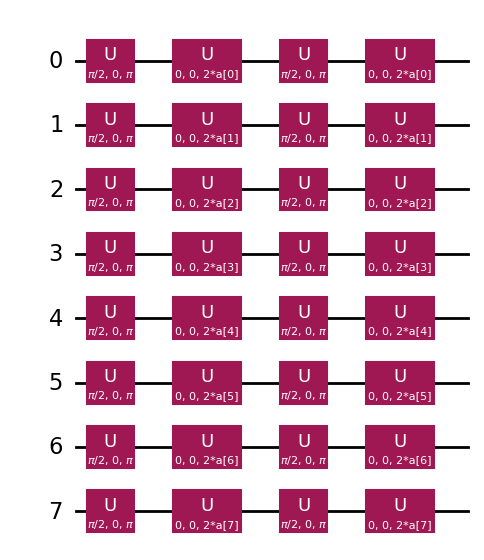 0 U U U U
π/2, 0, π 0, 0, 2*a[0] π/2, 0, π 0, 0, 2*a[0]
1 U U U U
π/2, 0, π 0, 0, 2*a[1] π/2, 0, π 0, 0, 2*a[1]
2 U U U U
π/2, 0, π 0, 0, 2*a[2] π/2, 0, π 0, 0, 2*a[2]
3 U U U U
π/2, 0, π 0, 0, 2*a[3] π/2, 0, π 0, 0, 2*a[3]
4 U U U U
π/2, 0, π 0, 0, 2*a[4] π/2, 0, π 0, 0, 2*a[4]
5 U U U U
π/2, 0, π 0, 0, 2*a[5] π/2, 0, π 0, 0, 2*a[5]
6 U U U U
π/2, 0, π 0, 0, 2*a[6] π/2, 0, π 0, 0, 2*a[6]
7 U U U U
π/2, 0, π 0, 0, 2*a[7] π/2, 0, π 0, 0, 2*a[7]